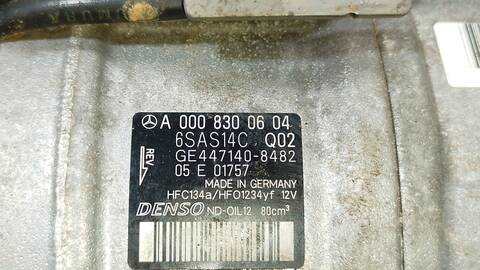 A 000 830 06 04
6SAS14C Q02
GE447140-8482
05 E 01757
REV.
MADE IN GERMANY
HFC134a/HFO1234yf 12V
DENSO ND-OIL12 80cm³